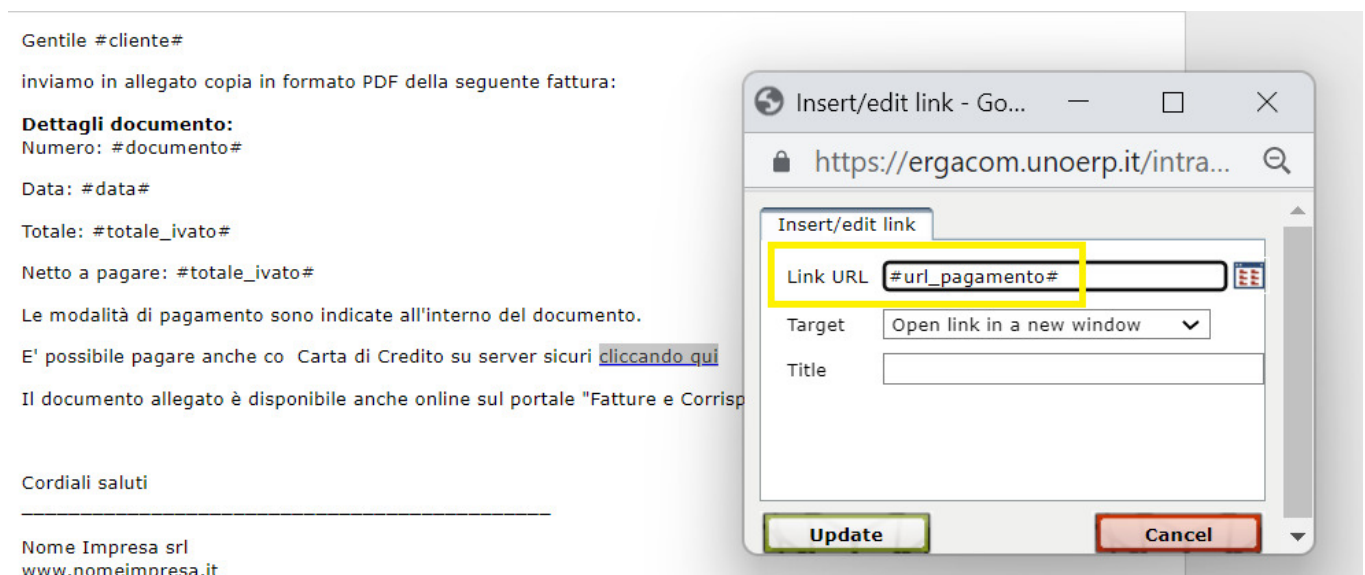 Gentile #cliente#
inviamo in allegato copia in formato PDF della seguente fattura:
Dettagli documento:
Numero: #documento#
Data: #data#
Totale: #totale_ivato#
Netto a pagare: #totale_ivato#
Le modalità di pagamento sono indicate all'interno del documento.
E' possibile pagare anche co  Carta di Credito su server sicuri cliccando qui
Il documento allegato è disponibile anche online sul portale "Fatture e Corrisp
Cordiali saluti
Nome Impresa srl
www.nomeimpresa.it
Insert/edit link - Go...
https://ergacom.unoerp.it/intra...
Insert/edit link
Link URL #url_pagamento#
Target Open link in a new window
Title
Update Cancel